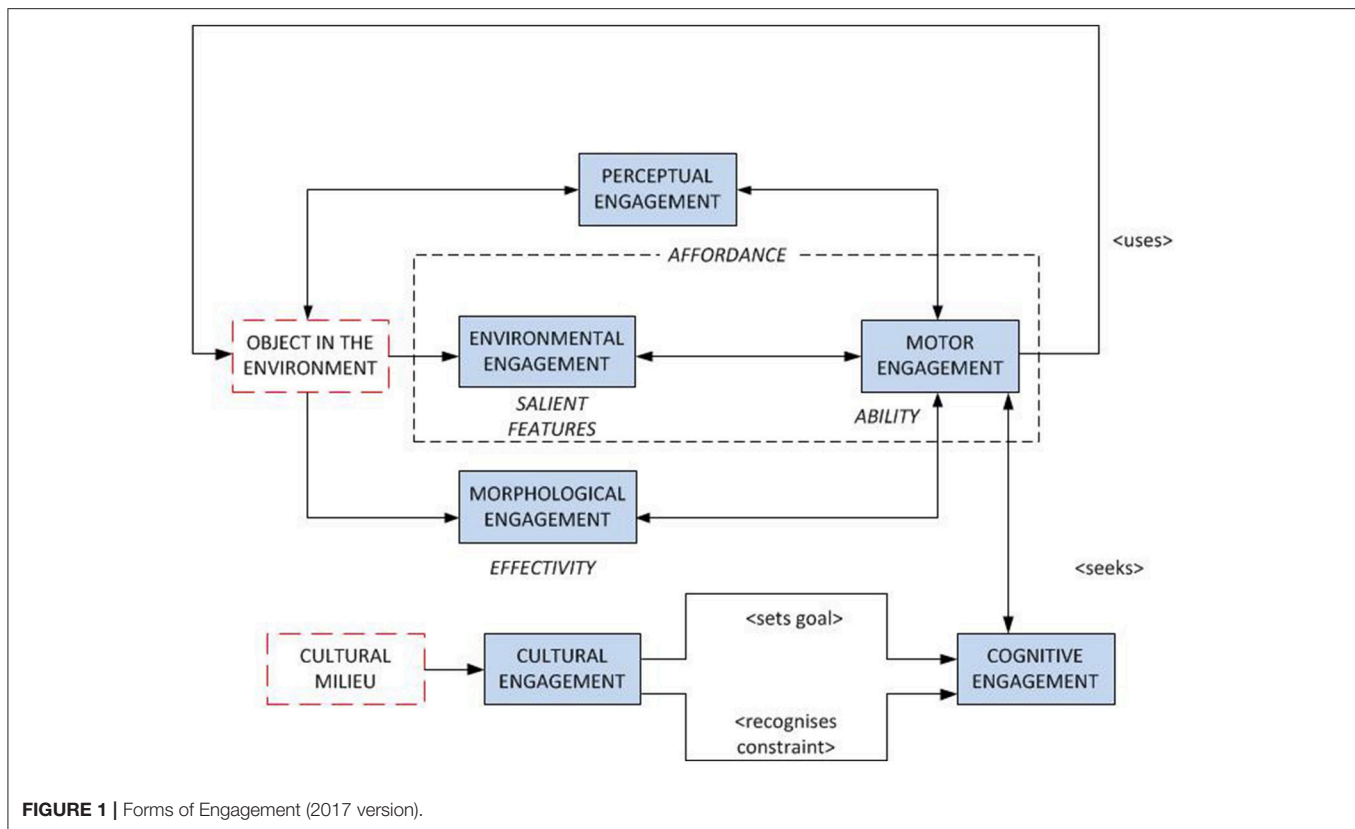 PERCEPTUAL
ENGAGEMENT
AFFORDANCE
<uses>
OBJECT IN THE
ENVIRONMENT
ENVIRONMENTAL
ENGAGEMENT
MOTOR
ENGAGEMENT
SALIENT
FEATURES
ABILITY
MORPHOLOGICAL
ENGAGEMENT
EFFECTIVITY
<seeks>
<sets goal>
CULTURAL
MILIEU
CULTURAL
ENGAGEMENT
COGNITIVE
ENGAGEMENT
<recognises
constraint>
FIGURE 1 | Forms of Engagement (2017 version).